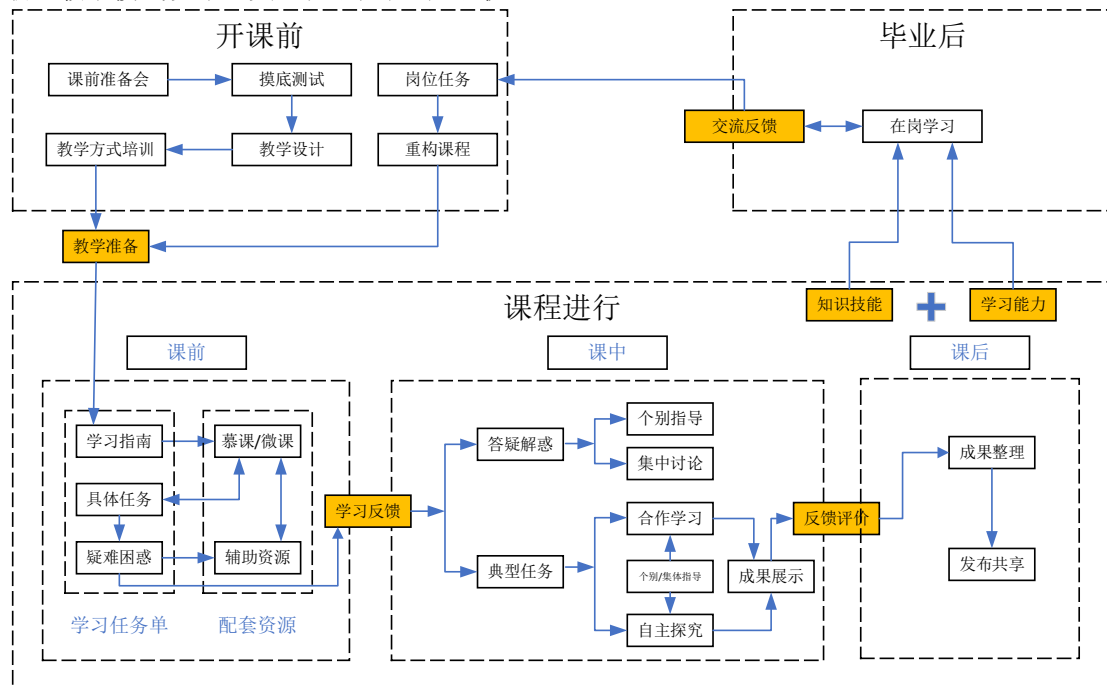 开课前
毕业后
课前准备会
摸底测试
岗位任务
交流反馈
在岗学习
教学方式培训
教学设计
重构课程
教学准备
课程进行
知识技能
学习能力
课前
课中
课后
学习指南
慕课/微课
具体任务
疑难困惑
辅助资源
学习任务单
配套资源
学习反馈
答疑解惑
个别指导
集中讨论
典型任务
合作学习
个别/集体指导
自主探究
成果展示
反馈评价
成果整理
发布共享